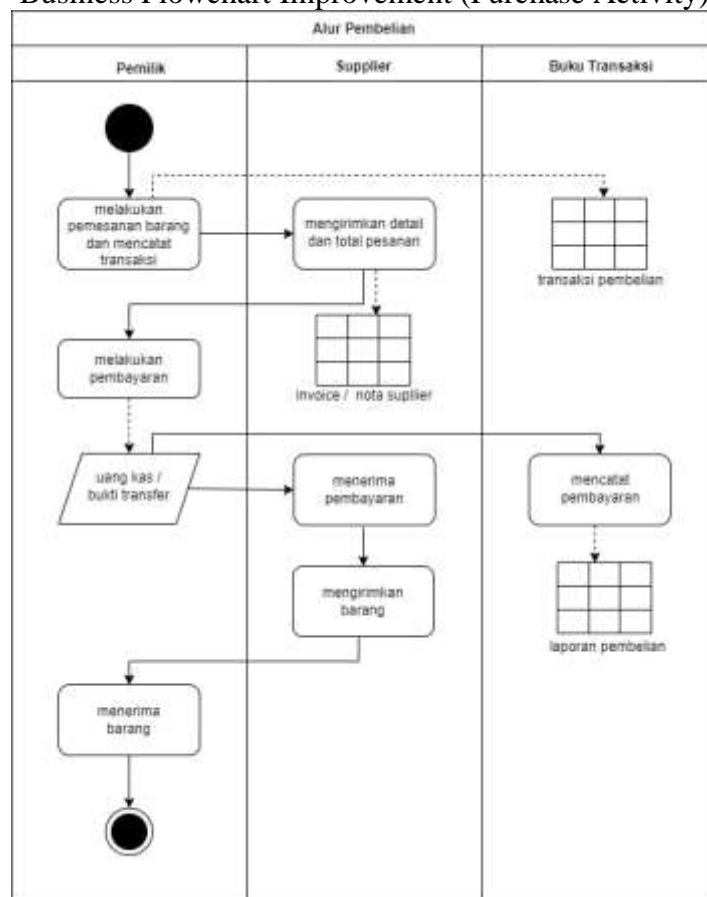 Business Flowchart Improvement (Purchase Activity)
Alur Pembelian
Pemilik
Supplier
Buku Transaksi
melakukan
pemesanan barang
dan mencatat
transaksi
mengirimkan detail
dan total pesanan
transaksi pembelian
melakukan
pembayaran
invoice / nota supllier
uang kas /
bukti transfer
menerima
pembayaran
mencatat
pembayaran
mengirimkan
barang
laporan pembelian
menerima
barang